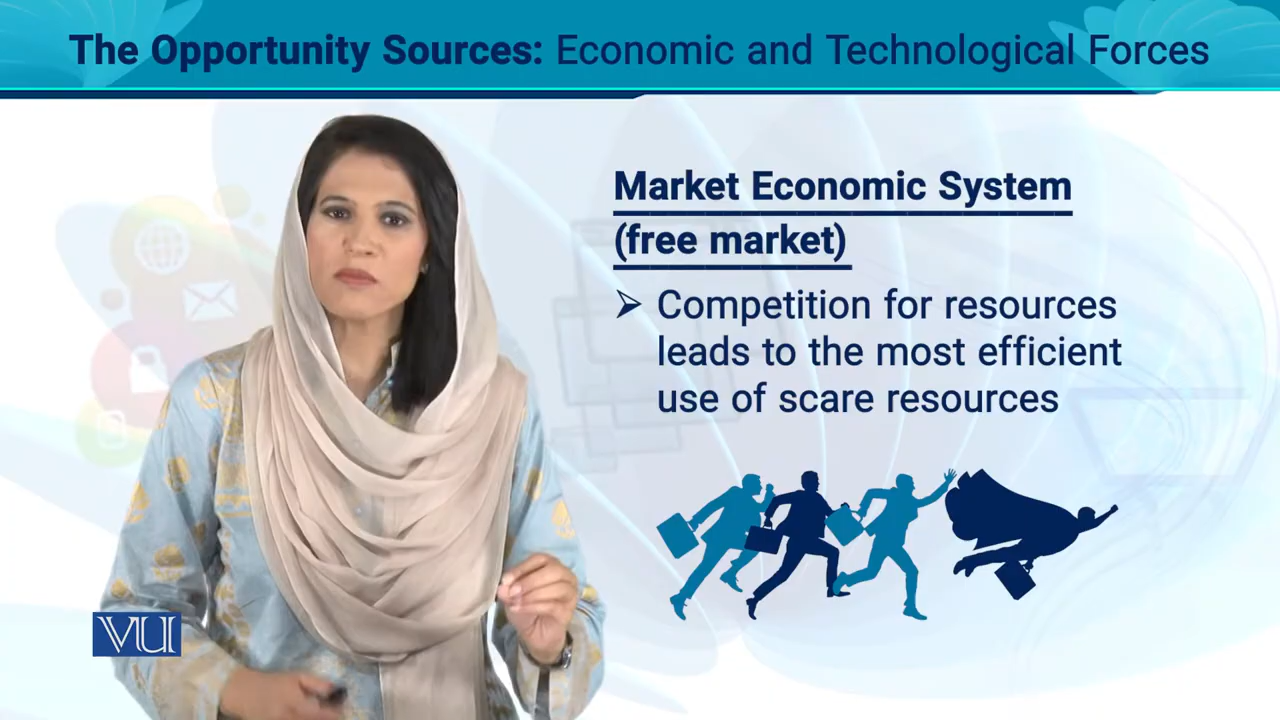 The Opportunity Sources: Economic and Technological Forces
Market Economic System
(free market)
➢ Competition for resources
leads to the most efficient
use of scare resources
VU